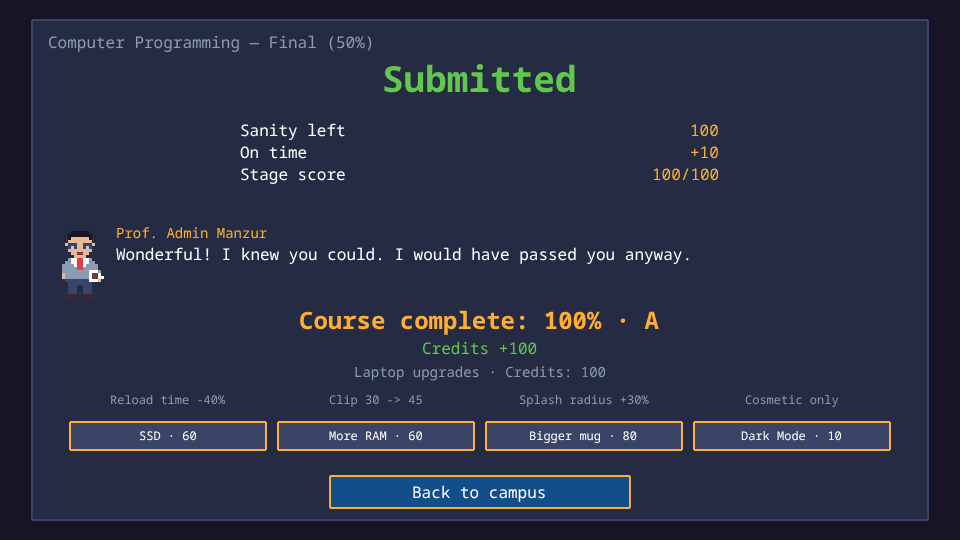 Computer Programming — Final (50%)
Submitted
Sanity left 100
On time +10
Stage score 100/100
Prof. Admin Manzur
Wonderful! I knew you could. I would have passed you anyway.
Course complete: 100% · A
Credits +100
Laptop upgrades · Credits: 100
Reload time -40% Clip 30 -> 45 Splash radius +30% Cosmetic only
SSD · 60 More RAM · 60 Bigger mug · 80 Dark Mode · 10
Back to campus